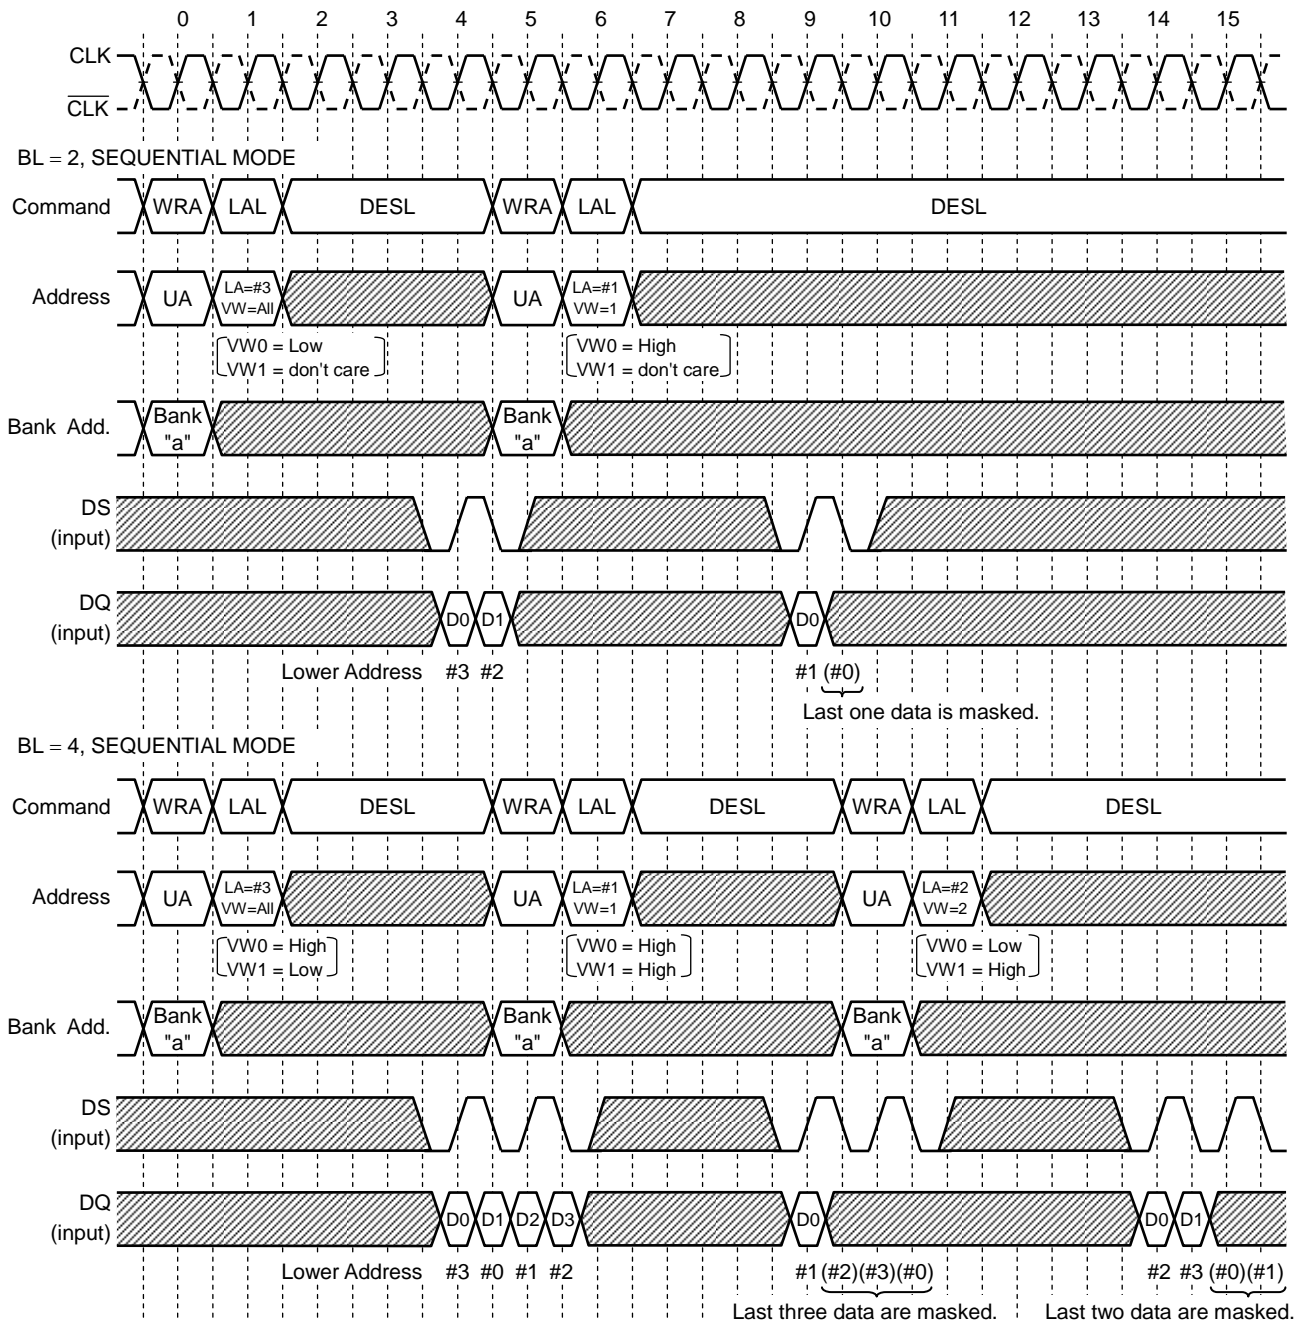 0 1 2 3 4 5 6 7 8 9 10 11 12 13 14 15
CLK
CLK
BL = 2, SEQUENTIAL MODE
Command WRA LAL DESL WRA LAL DESL
Address UA LA=#3 VW=All UA LA=#1 VW=1
VW0 = Low VW0 = High
VW1 = don't care VW1 = don't care
Bank Add. Bank "a" Bank "a"
DS
(input)
DQ D0 D1 D0
(input)
Lower Address #3 #2 #1 (#0)
Last one data is masked.
BL = 4, SEQUENTIAL MODE
Command WRA LAL DESL WRA LAL DESL WRA LAL DESL
Address UA LA=#3 VW=All UA LA=#1 VW=1 UA LA=#2 VW=2
VW0 = High VW0 = High VW0 = Low
VW1 = Low VW1 = High VW1 = High
Bank Add. Bank "a" Bank "a" Bank "a"
DS
(input)
DQ D0 D1 D2 D3 D0 D0 D1
(input)
Lower Address #3 #0 #1 #2 #1 (#2)(#3)(#0) #2 #3 (#0)(#1)
Last three data are masked. Last two data are masked.